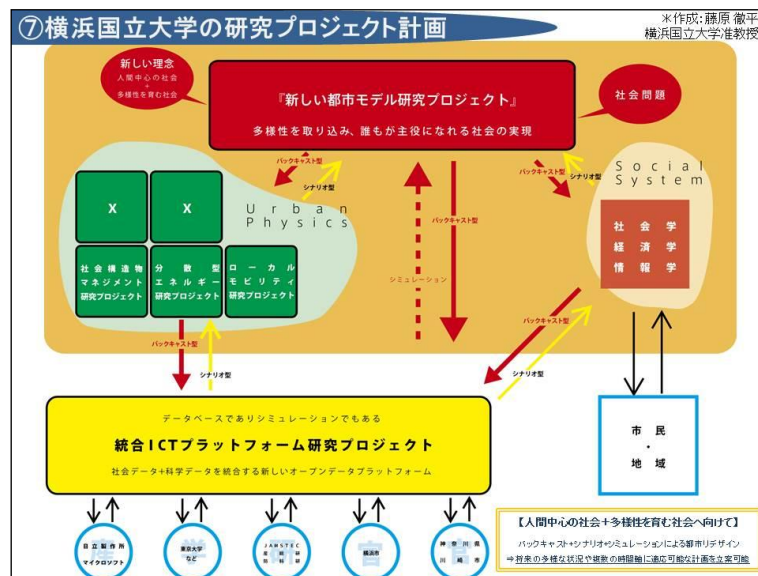 ⑦横浜国立大学の研究プロジェクト計画
※作成:藤原 徹平
横浜国立大学准教授
新しい理念
人間中心の社会
+
多様性を育む社会
『新しい都市モデル研究プロジェクト』
多様性を取り込み、誰もが主役になれる社会の実現
社会問題
バックキャスト型
シナリオ型
バックキャスト型
シナリオ型
Urban
Physics
Social
System
X
X
社会構造物
マネジメント
研究プロジェクト
分散型
エネルギー
研究プロジェクト
ローカル
モビリティ
研究プロジェクト
バックキャスト型
シミュレーション
社会学
経済学
情報学
バックキャスト型
シナリオ型
バックキャスト型
シナリオ型
データベースでありシミュレーションでもある
統合ICTプラットフォーム研究プロジェクト
社会データ+科学データを統合する新しいオープンデータプラットフォーム
市民
・
地域
産
日立製作所
マイクロソフト
学
東京大学
など
研
JAMSTEC
産総研
防科研
官
横浜市
官
神奈川県
川崎市
【人間中心の社会+多様性を育む社会へ向けて】
バックキャスト+シナリオ+シミュレーションによる都市リデザイン
⇒将来の多様な状況や複数の時間軸に適応可能な計画を立案可能